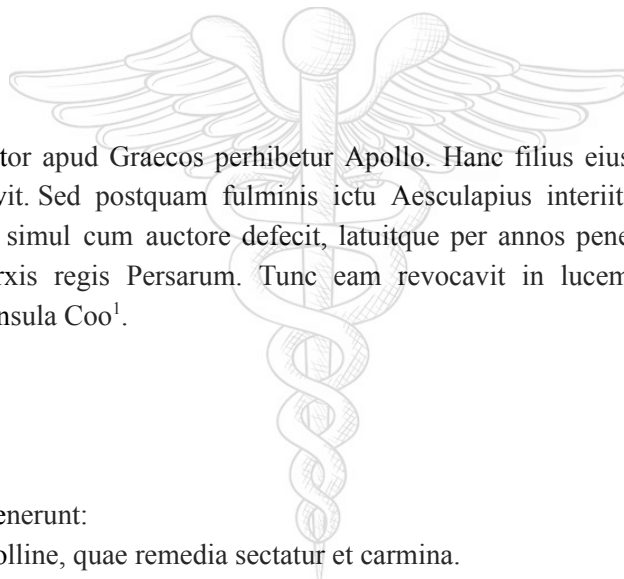 tor apud Graecos perhibetur Apollo. Hanc filius eius
vit. Sed postquam fulminis ictu Aesculapius interiit
simul cum auctore defecit, latuitque per annos pene
rxis regis Persarum. Tunc eam revocavit in lucem
nsula Coo¹.
enerunt:
olline, quae remedia sectatur et carmina.